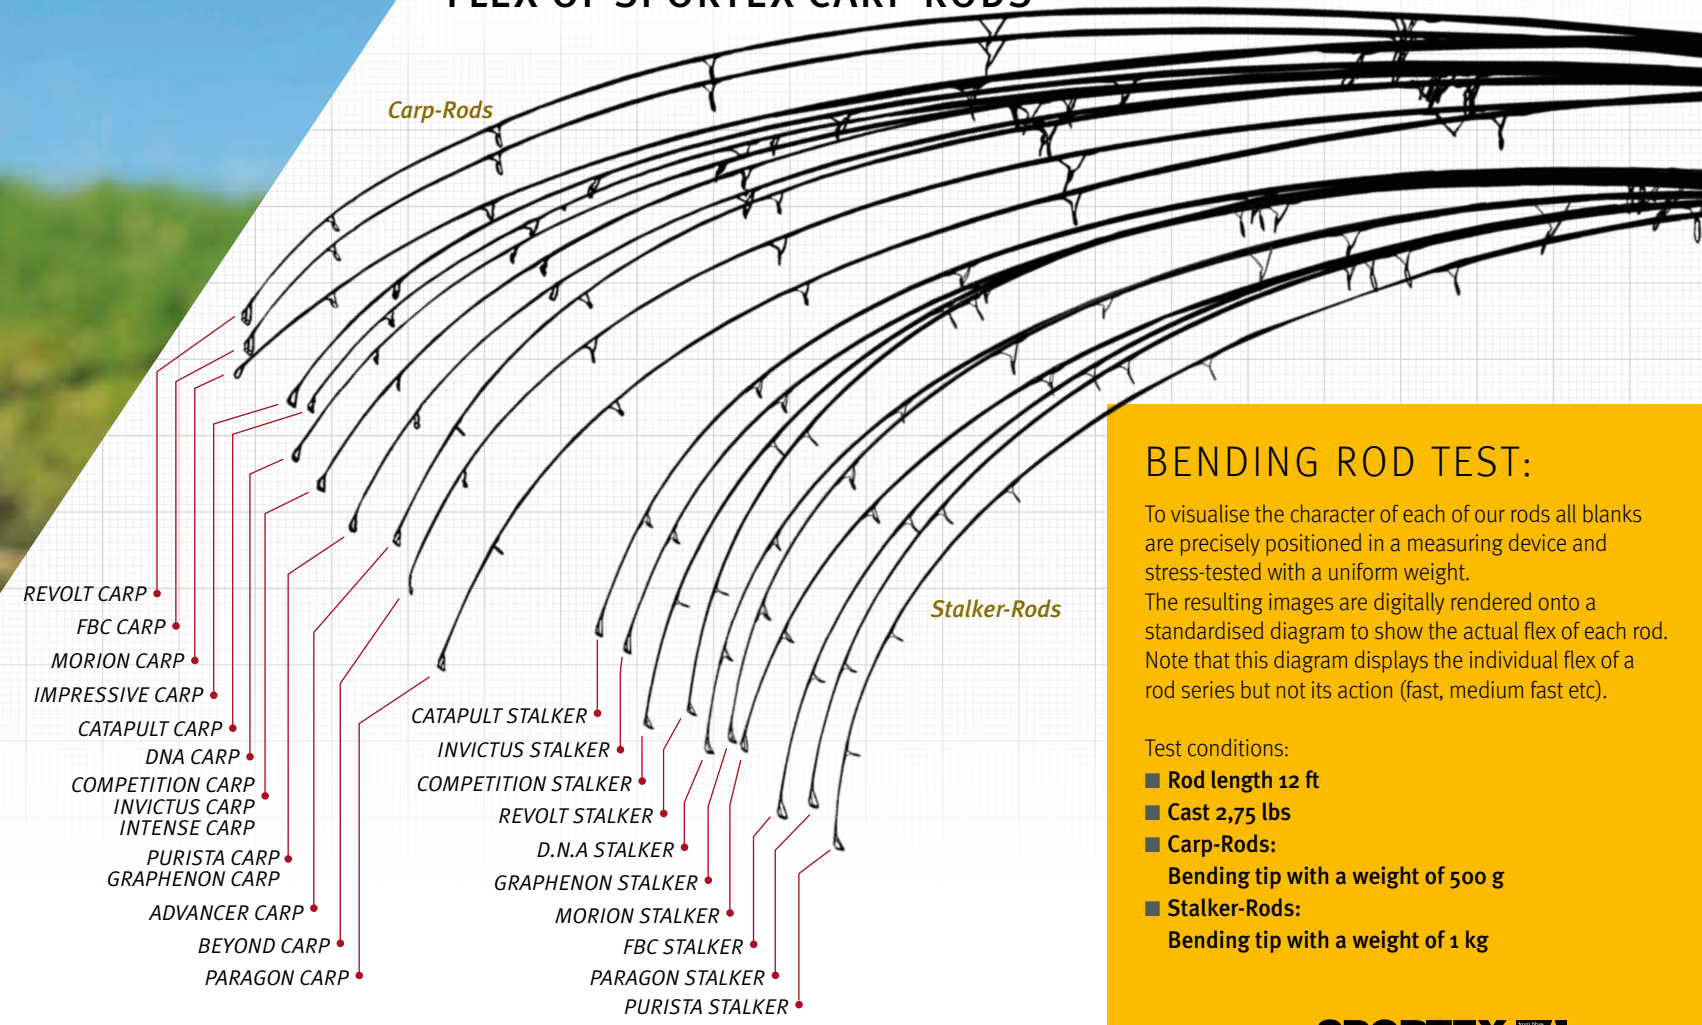 FLEX OF SPORTEX CARP-RODS
Carp-Rods
REVOLT CARP
FBC CARP
MORION CARP
IMPRESSIVE CARP
CATAPULT CARP
DNA CARP
COMPETITION CARP
INVICTUS CARP
INTENSE CARP
PURISTA CARP
GRAPHENON CARP
ADVANCER CARP
BEYOND CARP
PARAGON CARP
Stalker-Rods
CATAPULT STALKER
INVICTUS STALKER
COMPETITION STALKER
REVOLT STALKER
D.N.A STALKER
GRAPHENON STALKER
MORION STALKER
FBC STALKER
PARAGON STALKER
PURISTA STALKER
BENDING ROD TEST:
To visualise the character of each of our rods all blanks
are precisely positioned in a measuring device and
stress-tested with a uniform weight.
The resulting images are digitally rendered onto a
standardised diagram to show the actual flex of each rod.
Note that this diagram displays the individual flex of a
rod series but not its action (fast, medium fast etc).
Test conditions:
Rod length 12 ft
Cast 2,75 lbs
Carp-Rods:
Bending tip with a weight of 500 g
Stalker-Rods:
Bending tip with a weight of 1 kg
SPORTEX